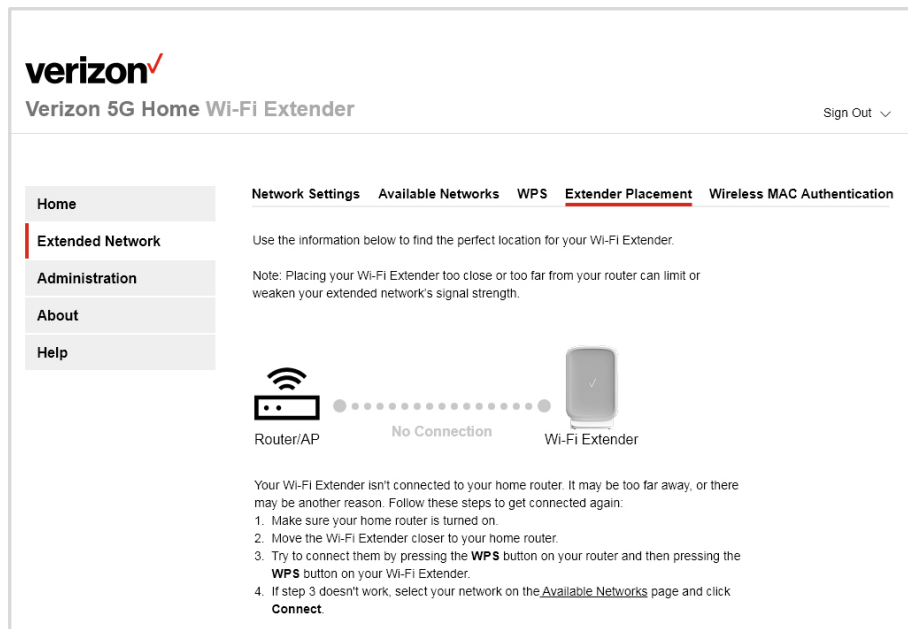 verizon
Verizon 5G Home Wi-Fi Extender
Sign Out
Home
Extended Network
Administration
About
Help
Network Settings Available Networks WPS Extender Placement Wireless MAC Authentication
Use the information below to find the perfect location for your Wi-Fi Extender.
Note: Placing your Wi-Fi Extender too close or too far from your router can limit or
weaken your extended network's signal strength.
No Connection
Router/AP
Wi-Fi Extender
Your Wi-Fi Extender isn't connected to your home router. It may be too far away, or there
may be another reason. Follow these steps to get connected again:
1. Make sure your home router is turned on.
2. Move the Wi-Fi Extender closer to your home router.
3. Try to connect them by pressing the WPS button on your router and then pressing the
WPS button on your Wi-Fi Extender.
4. If step 3 doesn't work, select your network on the Available Networks page and click
Connect.